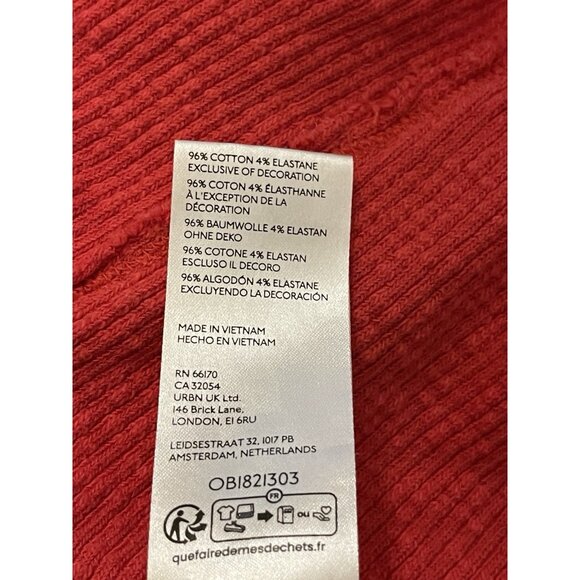 96% COTTON 4% ELASTANE
EXCLUSIVE OF DECORATION
96% COTON 4% ÉLASTHANNE
À L'EXCEPTION DE LA
DÉCORATION
96% BAUMWOLLE 4% ELASTAN
OHNE DEKO
96% COTONE 4% ELASTAN
ESCLUSO IL DECORO
96% ALGODÓN 4% ELASTANE
EXCLUYENDO LA DECORACIÓN
MADE IN VIETNAM
HECHO EN VIETNAM
RN 66170
CA 32054
URBN UK Ltd.
146 Brick Lane,
LONDON, E1 6RU
LEIDSESTRAAT 32, 1017 PB
AMSTERDAM, NETHERLANDS
OB1821303
FR
ou
quefairedemesdechets.fr